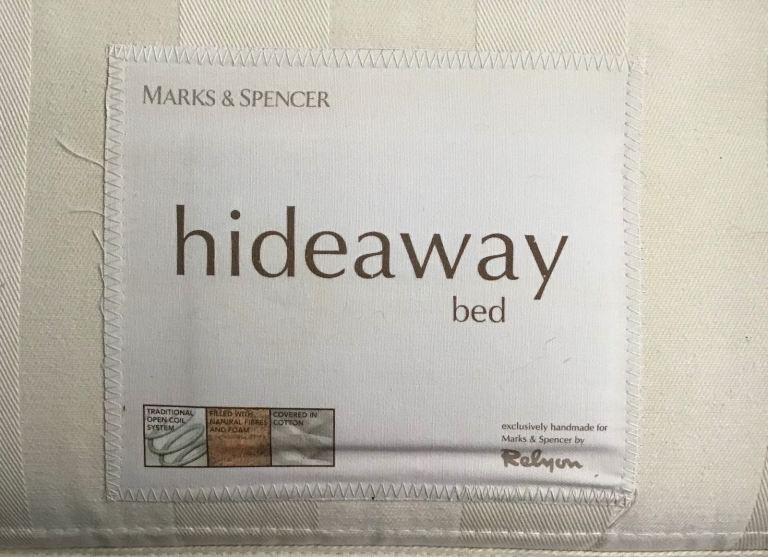 MARKS & SPENCER
hideaway
bed
TRADITIONAL
OPEN COIL
SYSTEM
FILLED WITH
NATURAL FIBRES
AND FOAM
COVERED IN
COTTON
exclusively handmade for
Marks & Spencer by
Relyon